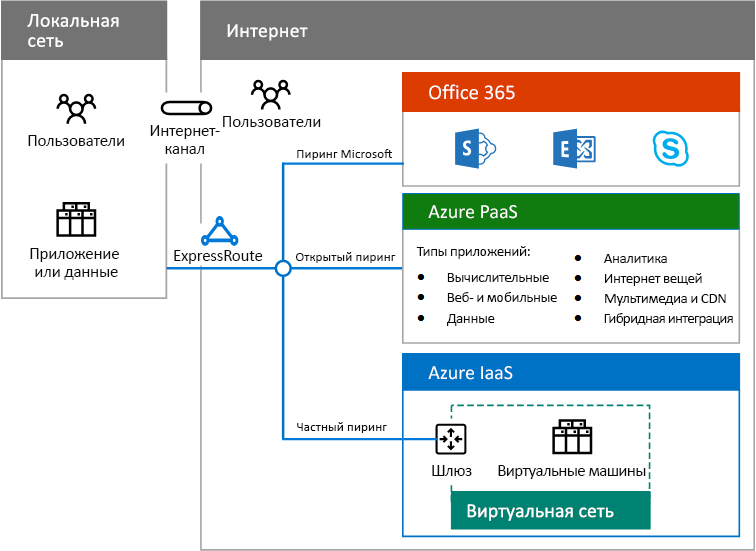 Локальная
сеть
Интернет
Пользователи
Интернет-
канал
Пользователи
Приложение
или данные
ExpressRoute
Пиринг Microsoft
Открытый пиринг
Частный пиринг
Office 365
S
E
S
Azure PaaS
Типы приложений:
• Вычислительные
• Веб- и мобильные
• Данные
• Аналитика
• Интернет вещей
• Мультимедиа и CDN
• Гибридная интеграция
Azure IaaS
Шлюз
Виртуальные машины
Виртуальная сеть